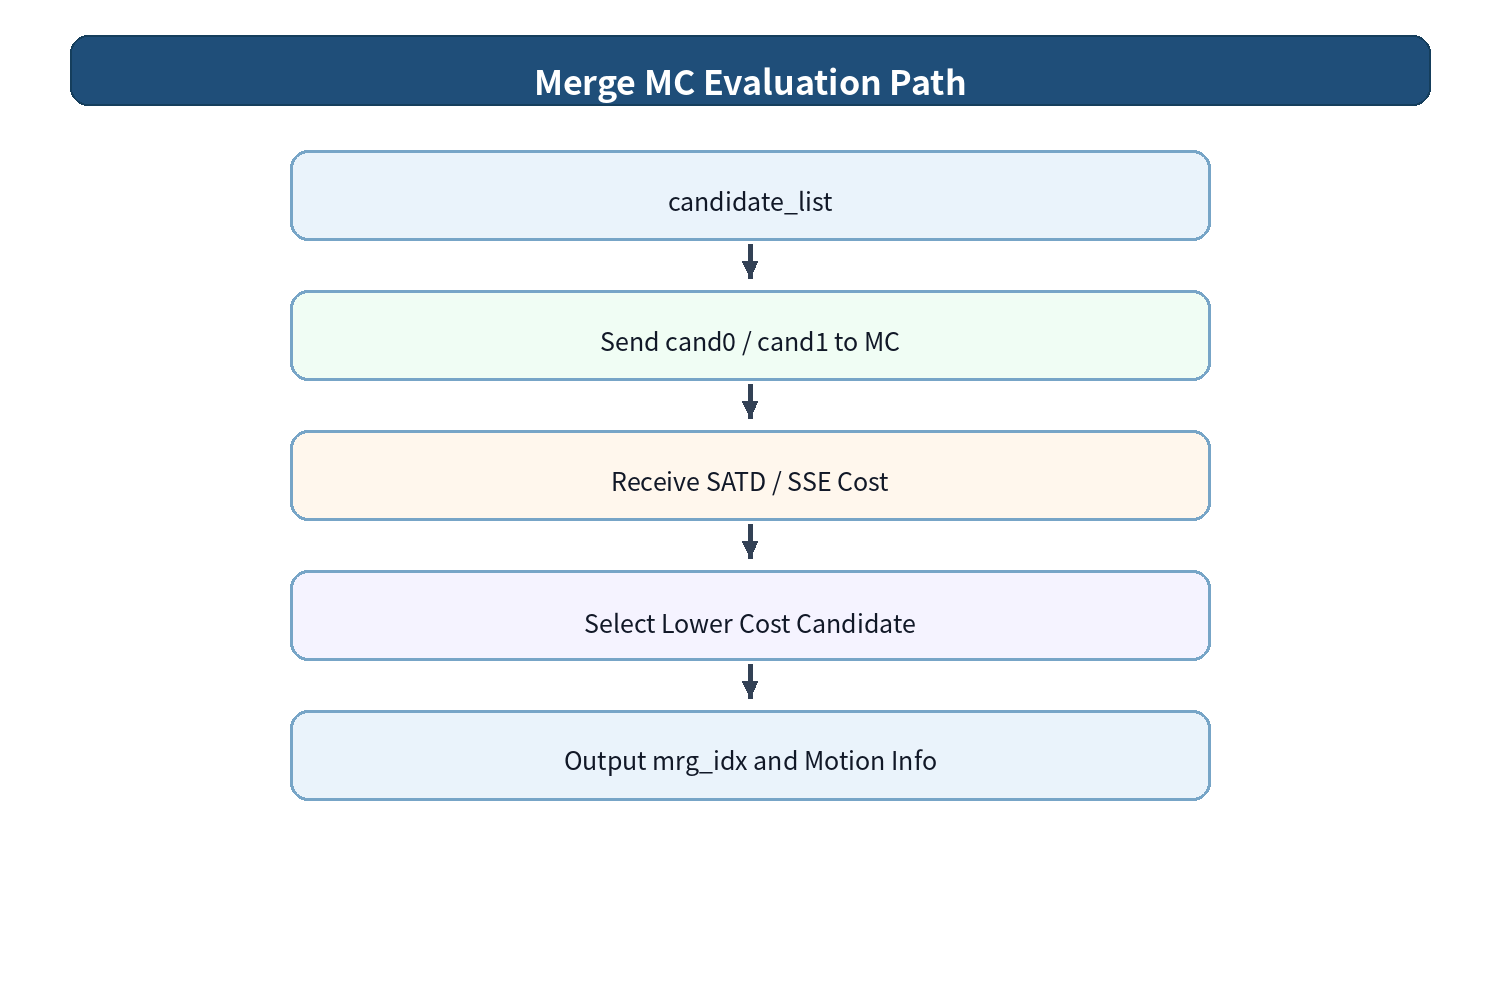 Merge MC Evaluation Path
candidate_list
Send cand0 / cand1 to MC
Receive SATD / SSE Cost
Select Lower Cost Candidate
Output mrg_idx and Motion Info